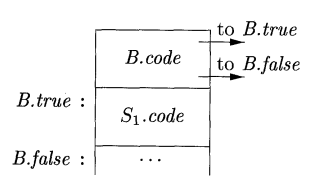 to B.true
B.code
to B.false
B.true :
S₁.code
B.false :
...